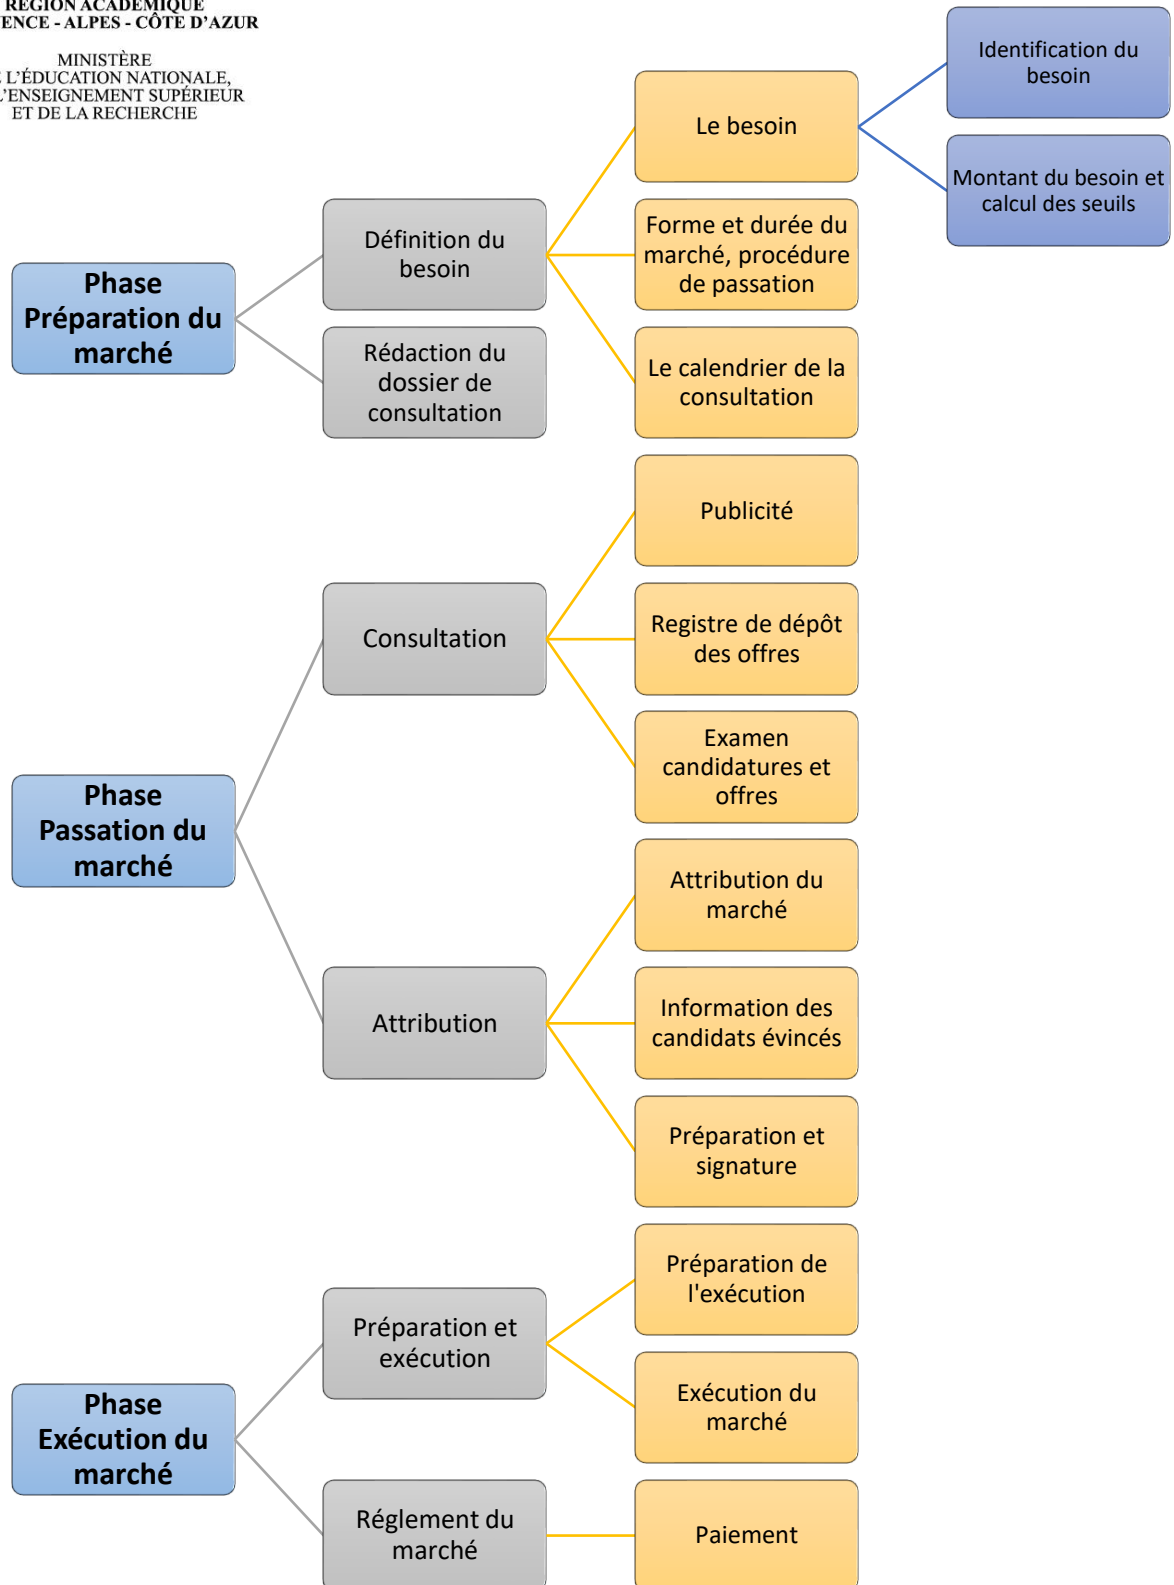 RÉGION ACADÉMIQUE
ENCE - ALPES - CÔTE D'AZUR
MINISTÈRE
L'ÉDUCATION NATIONALE,
L'ENSEIGNEMENT SUPÉRIEUR
ET DE LA RECHERCHE
Identification du
besoin
Le besoin
Montant du besoin et
calcul des seuils
Définition du
besoin
Forme et durée du
marché, procédure
de passation
Phase
Préparation du
marché
Rédaction du
dossier de
consultation
Le calendrier de la
consultation
Publicité
Consultation
Registre de dépôt
des offres
Examen
candidatures et
offres
Phase
Passation du
marché
Attribution du
marché
Attribution
Information des
candidats évincés
Préparation et
signature
Préparation de
l'exécution
Préparation et
exécution
Exécution du
marché
Phase
Exécution du
marché
Réglement du
marché
Paiement